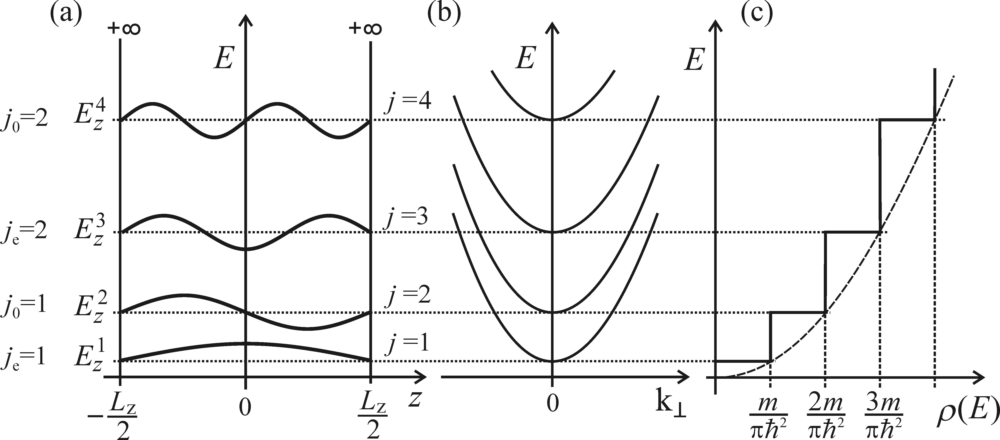 (a)
(b)
(c)
+∞
+∞
E
E
E
j₀=2
E_z^4
j =4
jₑ=2
E_z^3
j =3
j₀=1
E_z^2
j =2
jₑ=1
E_z^1
j =1
−L_z/2
0
L_z/2
z
0
k⊥
m/πħ²
2m/πħ²
3m/πħ²
ρ(E)